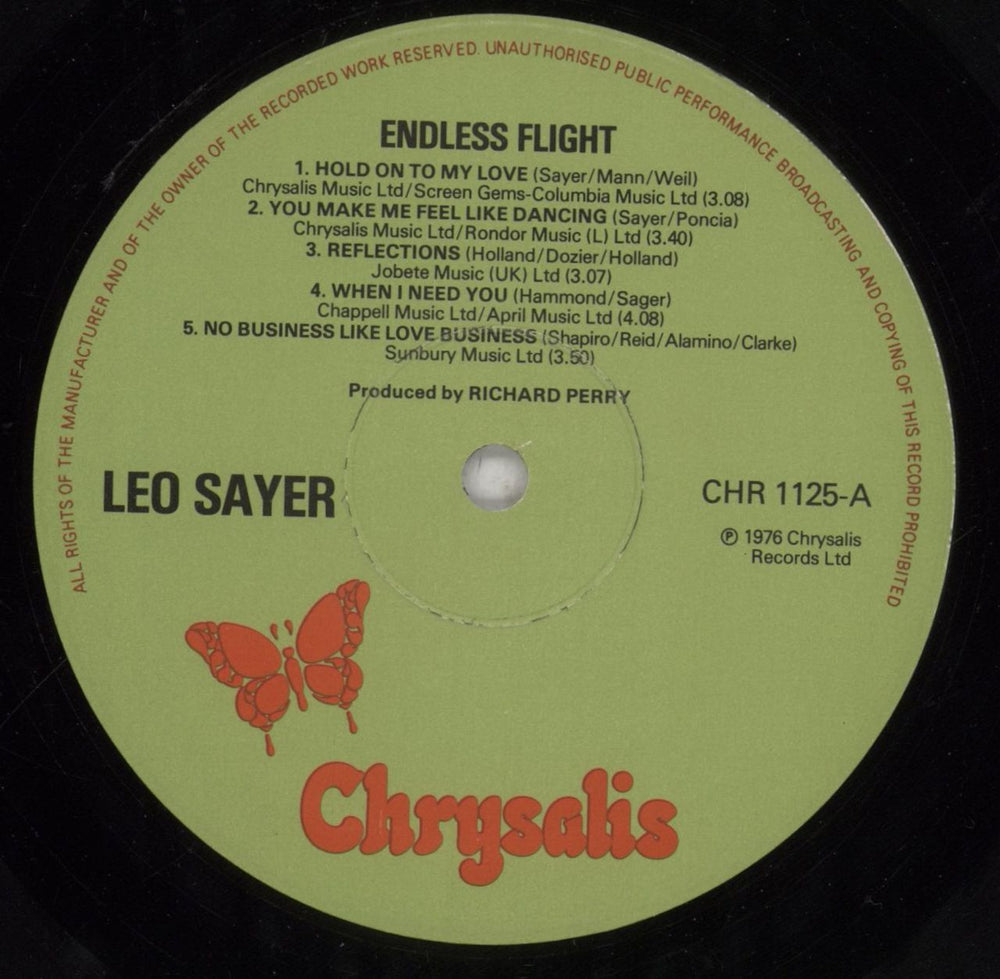 ALL RIGHTS OF THE MANUFACTURER AND OF THE OWNER OF THE RECORDED WORK RESERVED. UNAUTHORISED PUBLIC PERFORMANCE BROADCASTING AND COPYING OF THIS RECORD PROHIBITED
ENDLESS FLIGHT
1. HOLD ON TO MY LOVE (Sayer/Mann/Weil)
Chrysalis Music Ltd/Screen Gems-Columbia Music Ltd (3.08)
2. YOU MAKE ME FEEL LIKE DANCING (Sayer/Poncia)
Chrysalis Music Ltd/Rondor Music (L) Ltd (3.40)
3. REFLECTIONS (Holland/Dozier/Holland)
Jobete Music (UK) Ltd (3.07)
4. WHEN I NEED YOU (Hammond/Sager)
Chappell Music Ltd/April Music Ltd (4.08)
5. NO BUSINESS LIKE LOVE BUSINESS (Shapiro/Reid/Alamino/Clarke)
Sunbury Music Ltd (3.50)
Produced by RICHARD PERRY
LEO SAYER
CHR 1125-A
℗ 1976 Chrysalis
Records Ltd
Chrysalis